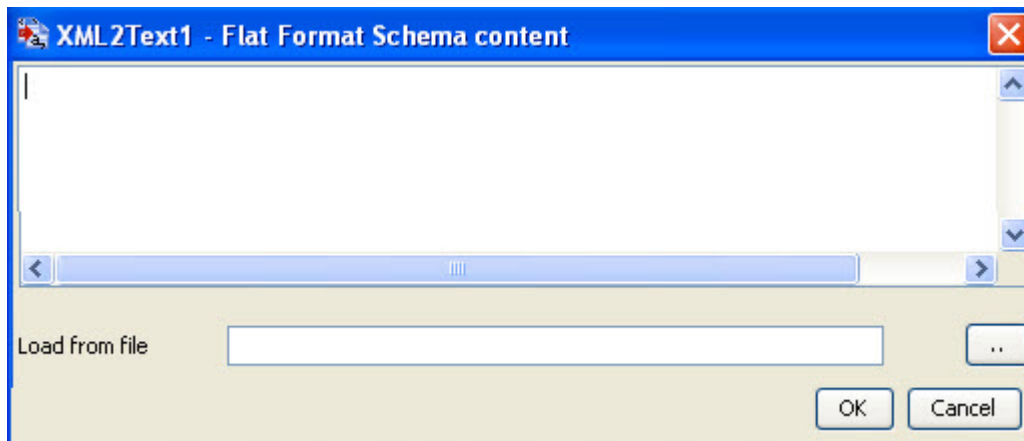 XML2Text1 - Flat Format Schema content
Load from file
..
OK
Cancel